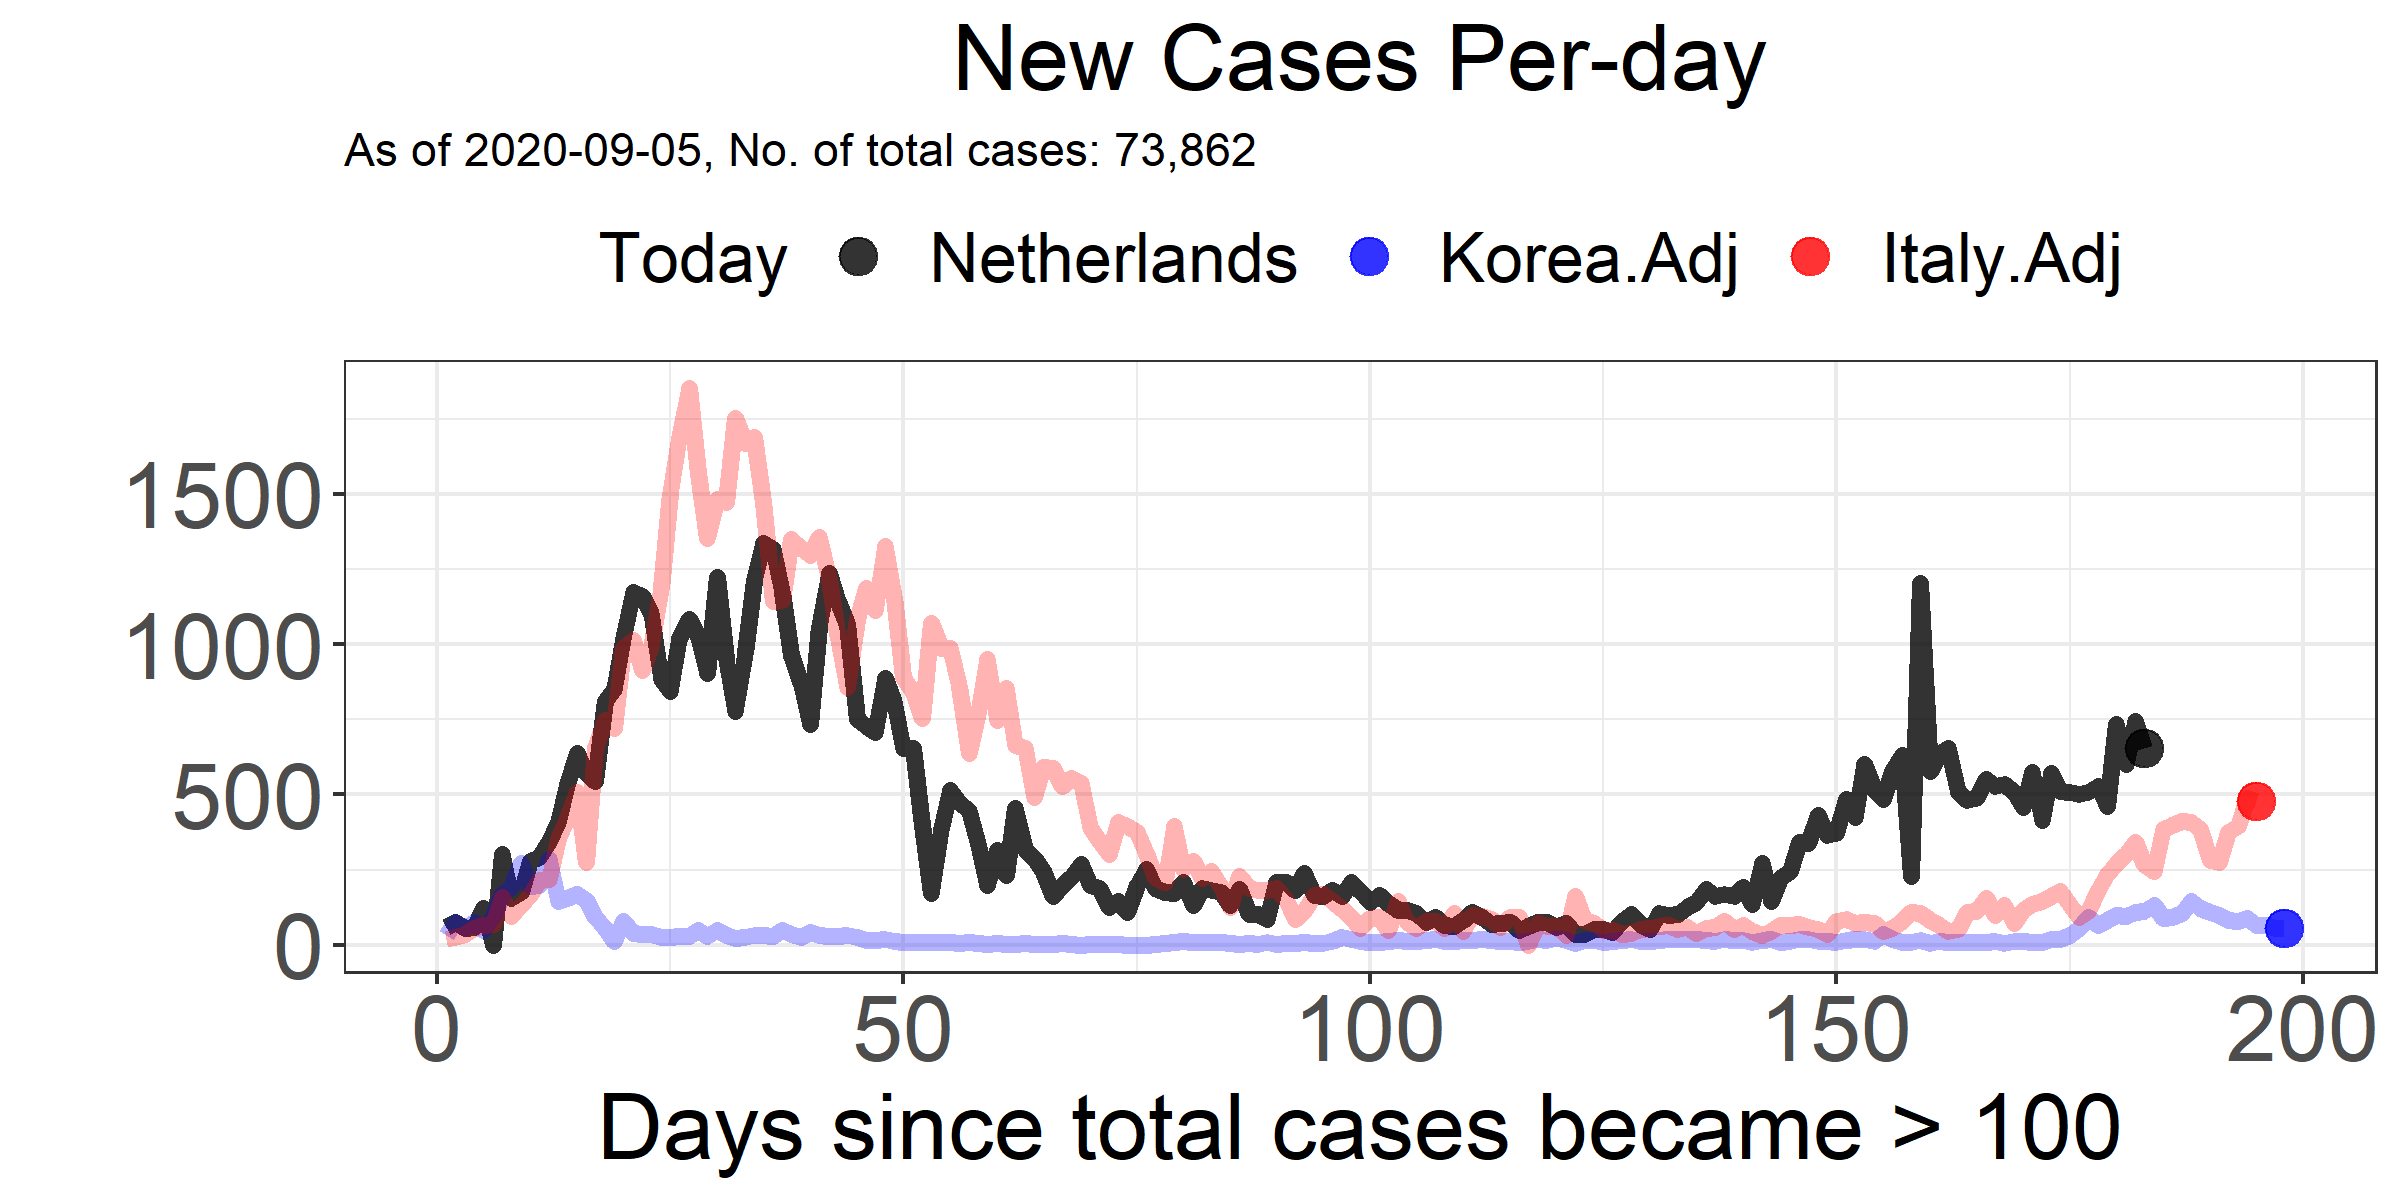 New Cases Per-day
As of 2020-09-05, No. of total cases: 73,862
Today Netherlands Korea.Adj Italy.Adj
1500
1000
500
0
0 50 100 150 200
Days since total cases became > 100